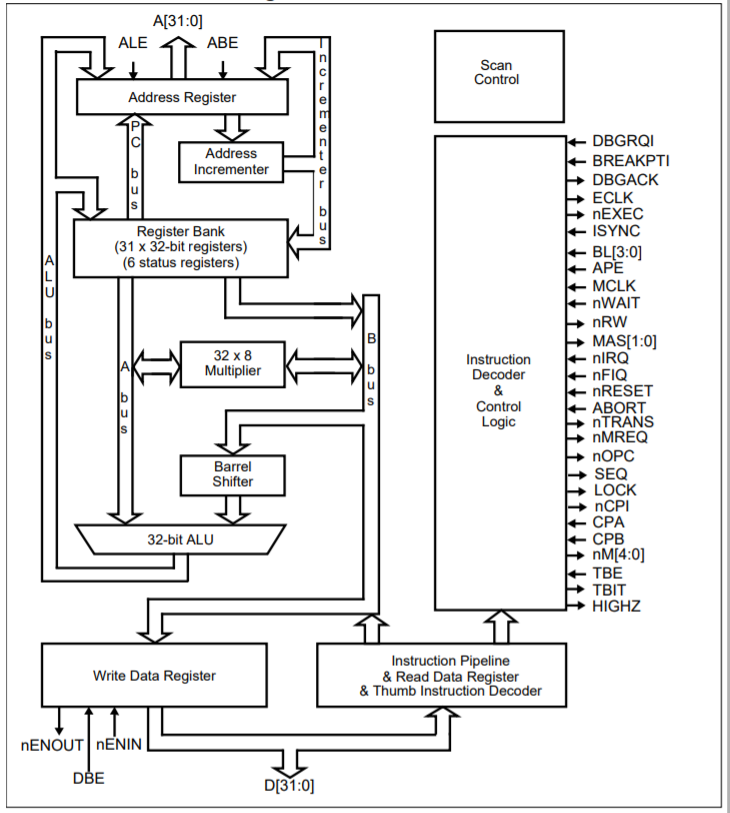 A[31:0]
ALE
ABE
Address Register
Incrementer bus
PC bus
Address
Incrementer
Register Bank
(31 x 32-bit registers)
(6 status registers)
ALU bus
A bus
B bus
32 x 8
Multiplier
Barrel
Shifter
32-bit ALU
Write Data Register
Instruction Pipeline
& Read Data Register
& Thumb Instruction Decoder
nENOUT
nENIN
DBE
D[31:0]
Scan
Control
Instruction
Decoder
&
Control
Logic
DBGRQI
BREAKPTI
DBGACK
ECLK
nEXEC
ISYNC
BL[3:0]
APE
MCLK
nWAIT
nRW
MAS[1:0]
nIRQ
nFIQ
nRESET
ABORT
nTRANS
nMREQ
nOPC
SEQ
LOCK
nCPI
CPA
CPB
nM[4:0]
TBE
TBIT
HIGHZ